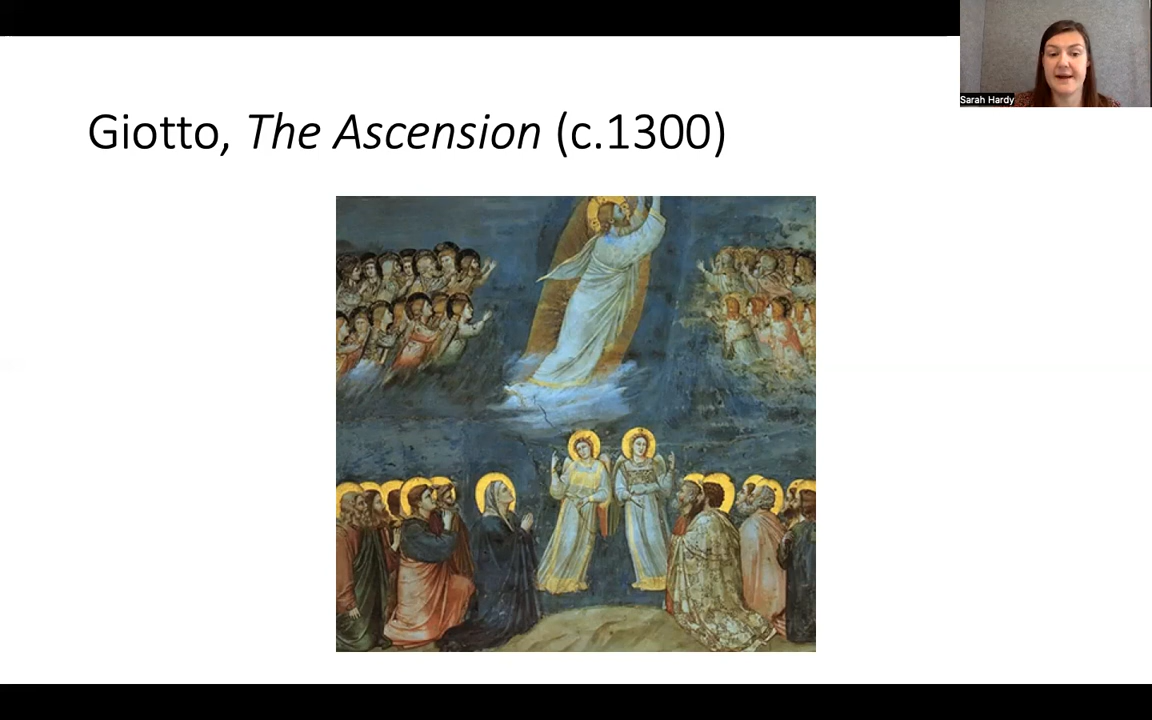 Giotto, The Ascension (c.1300)
Sarah Hardy